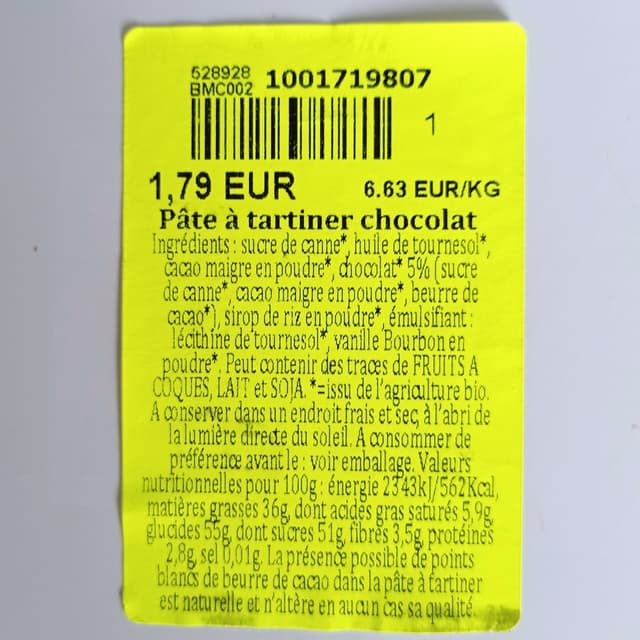 528928
BMC002 1001719807
1
1,79 EUR 6.63 EUR/KG
Pâte à tartiner chocolat
Ingrédients : sucre de canne*, huile de tournesol*,
cacao maigre en poudre*, chocolat* 5% (sucre
de canne*, cacao maigre en poudre*, beurre de
cacao*), sirop de riz en poudre*, émulsifiant :
lécithine de tournesol*, vanille Bourbon en
poudre*. Peut contenir des traces de FRUITS A
COQUES, LAIT et SOJA. *=issu de l'agriculture bio.
A conserver dans un endroit frais et sec, à l'abri de
la lumière directe du soleil. A consommer de
préférence avant le : voir emballage. Valeurs
nutritionnelles pour 100g : énergie 2343kJ/562Kcal,
matières grasses 36g, dont acides gras saturés 5,9g,
glucides 55g, dont sucres 51g, fibres 3,5g, protéines
2,8g, sel 0,01g. La présence possible de points
blancs de beurre de cacao dans la pâte à tartiner
est naturelle et n'altère en aucun cas sa qualité.